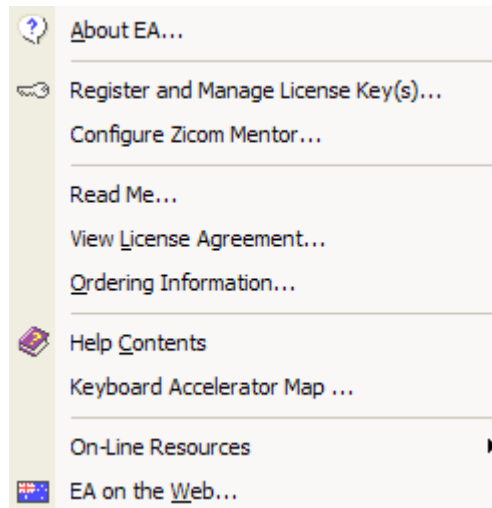 About EA...
Register and Manage License Key(s)...
Configure Zicom Mentor...
Read Me...
View License Agreement...
Ordering Information...
Help Contents
Keyboard Accelerator Map ...
On-Line Resources
EA on the Web...